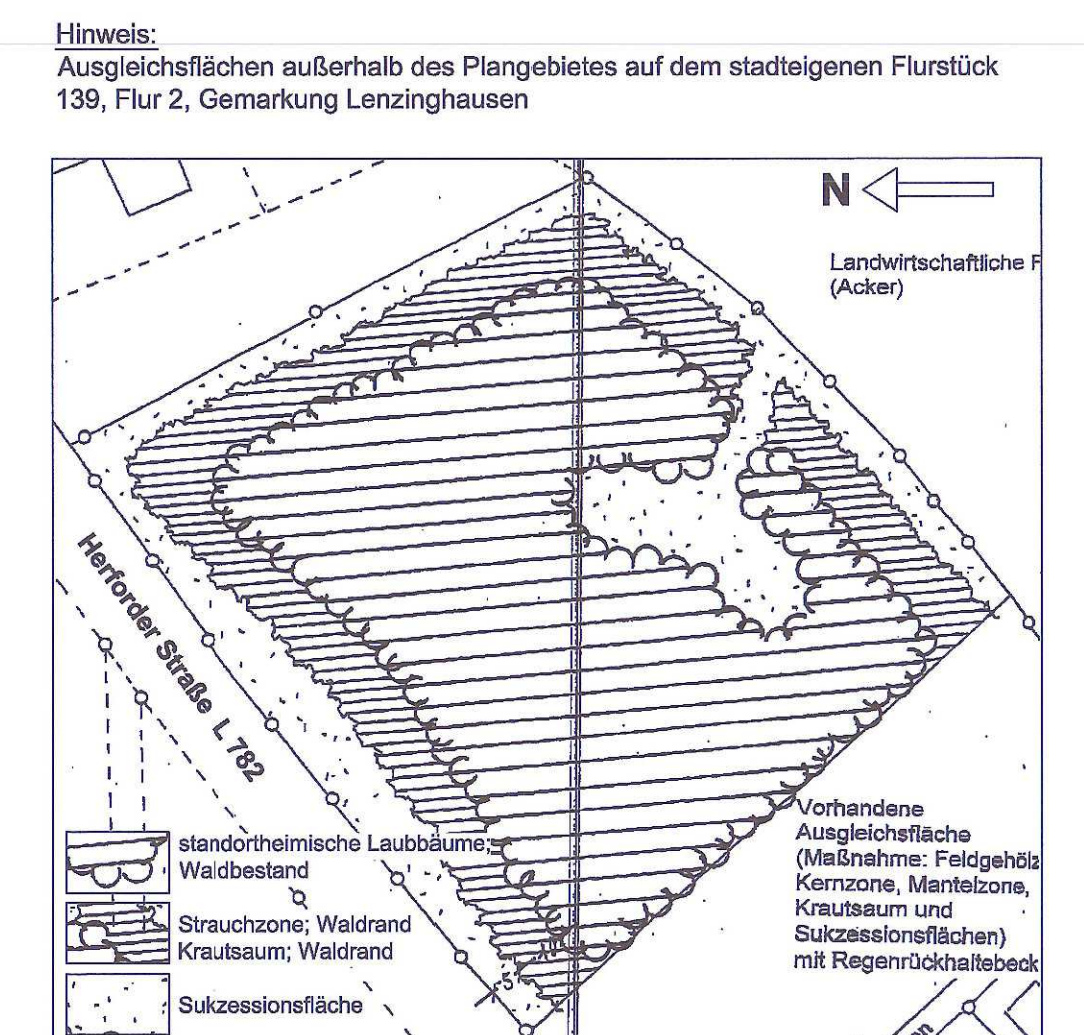 Hinweis:
Ausgleichsflächen außerhalb des Plangebietes auf dem stadteigenen Flurstück
139, Flur 2, Gemarkung Lenzinghausen
N
Landwirtschaftliche F
(Acker)
Herforder Straße L 782
Vorhandene
Ausgleichsfläche
(Maßnahme: Feldgehölz
Kernzone, Mantelzone,
Krautsaum und
Sukzessionsflächen)
mit Regenrückhaltebeck
standortheimische Laubbäume;
Waldbestand
Strauchzone; Waldrand
Krautsaum; Waldrand
Sukzessionsfläche
5